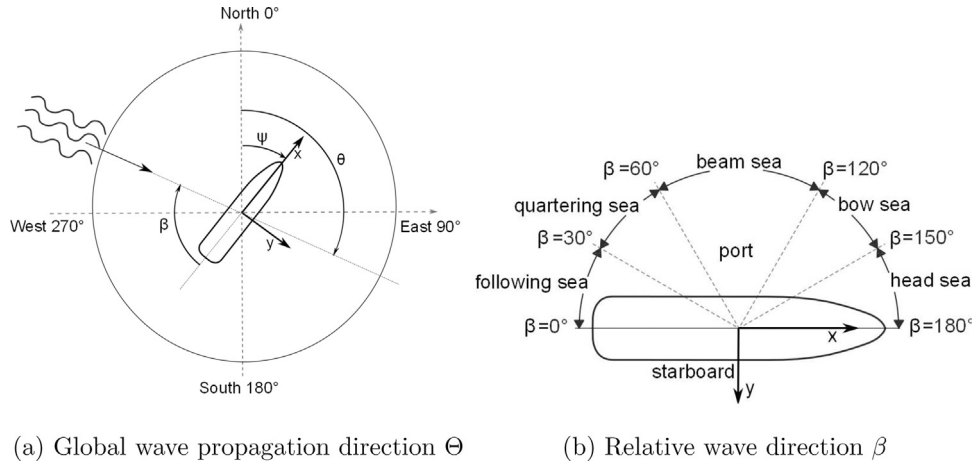 North 0°
ψ
x
θ
β
West 270°
East 90°
y
South 180°
(a) Global wave propagation direction Θ
beam sea
β=60°
β=120°
quartering sea
bow sea
β=30°
β=150°
port
following sea
head sea
β=0°
β=180°
x
starboard
y
(b) Relative wave direction β